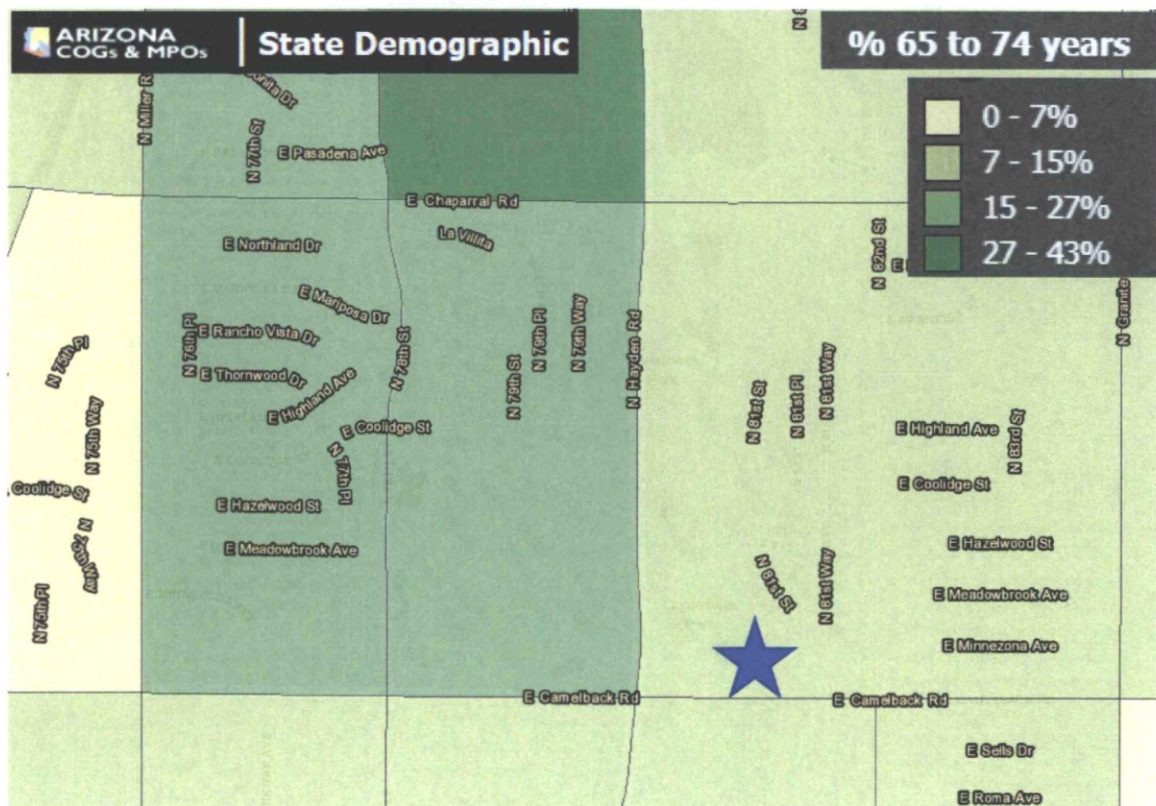 ARIZONA
COGs & MPOs
State Demographic
% 65 to 74 years
0 - 7%
7 - 15%
15 - 27%
27 - 43%
N Miller R
onita Dr
N 77th St
E Pasadena Ave
E Chaparral Rd
La Villita
E Northland Dr
E Mariposa Dr
N 82nd St
E
N Granite
N 75th Pl
N 76th Pl
E Rancho Vista Dr
E Thornwood Dr
E Highland Ave
N 78th St
N 79th St
N 79th Pl
N 79th Way
N Hayden Rd
N 81st St
N 81st Pl
N 81st Way
E Highland Ave
N 83rd St
N 75th Way
E Coolidge St
N 77th Pl
Coolidge St
E Coolidge St
E Hazelwood St
E Meadowbrook Ave
N 75th Way
N 75th Pl
E Hazelwood St
N 81st St
N 81st Way
E Meadowbrook Ave
E Minnezona Ave
E Camelback Rd
E Camelback Rd
E Sells Dr
E Roma Ave